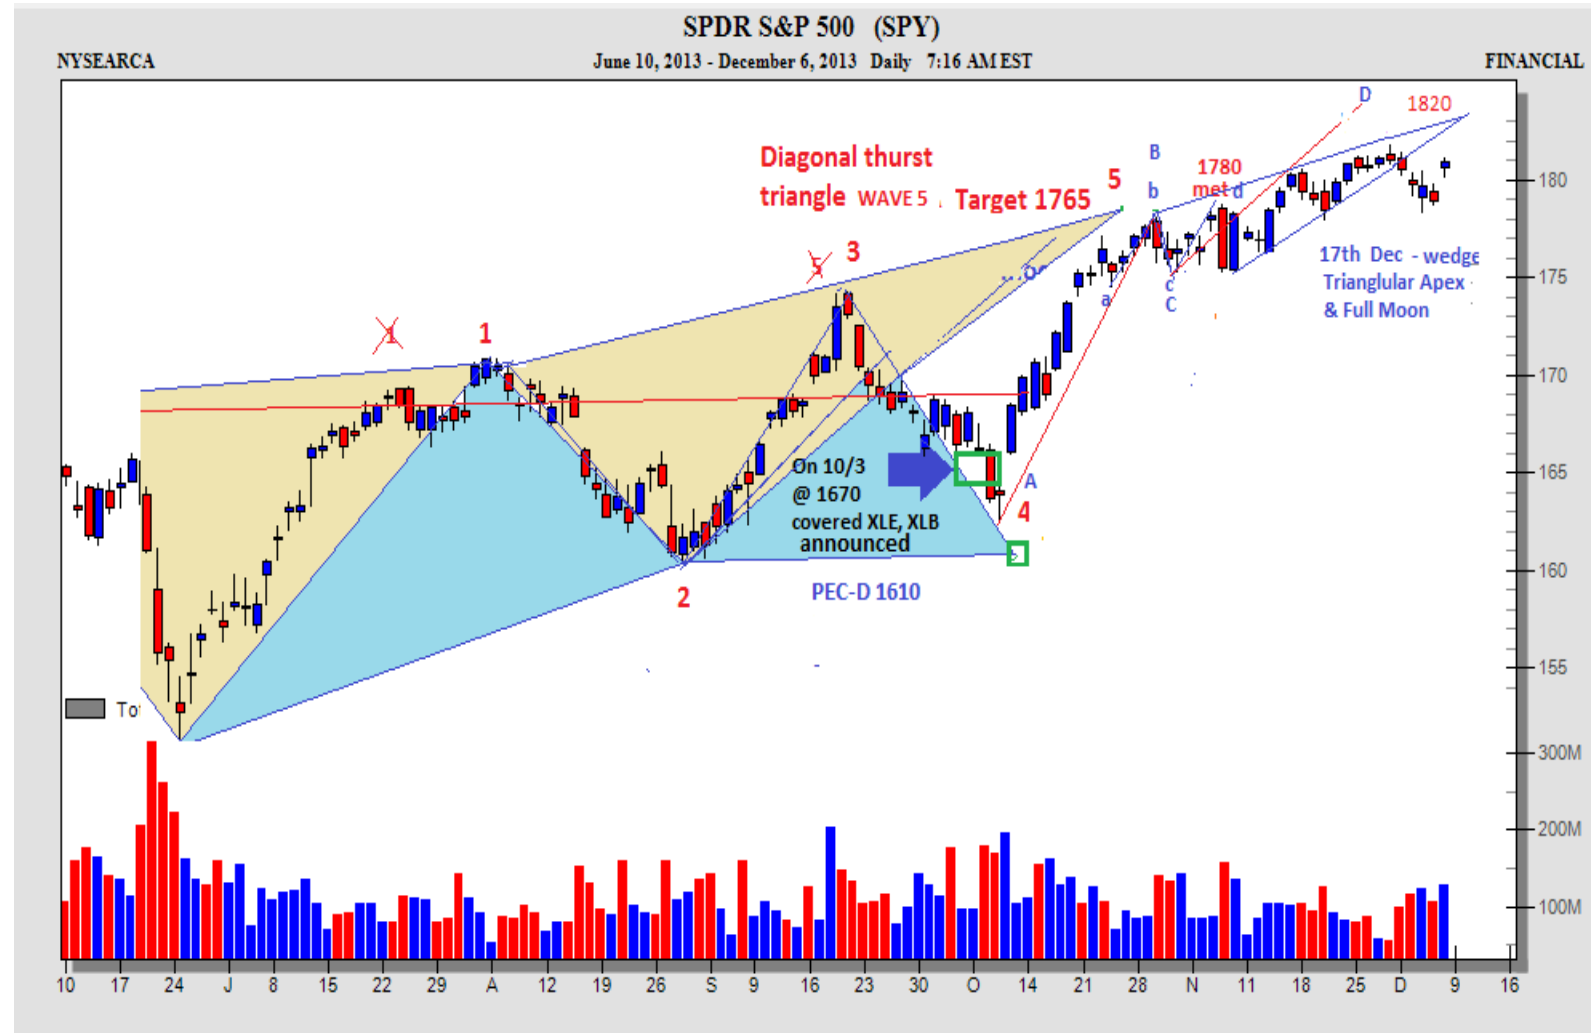 SPDR S&P 500 (SPY)
NYSEARCA
June 10, 2013 - December 6, 2013 Daily 7:16 AM EST
FINANCIAL
D
1820
Diagonal thurst
triangle WAVE 5 . Target 1765
5
B
b
1780
met d
180
5
3
17th Dec - wedge
Trianglular Apex
& Full Moon
175
a
c
C
1
1
170
On 10/3
@ 1670
covered XLE, XLB
announced
165
A
4
2
PEC-D 1610
160
155
300M
200M
100M
10 17 24 J 8 15 22 29 A 12 19 26 S 9 16 23 30 O 14 21 28 N 11 18 25 D 9 16